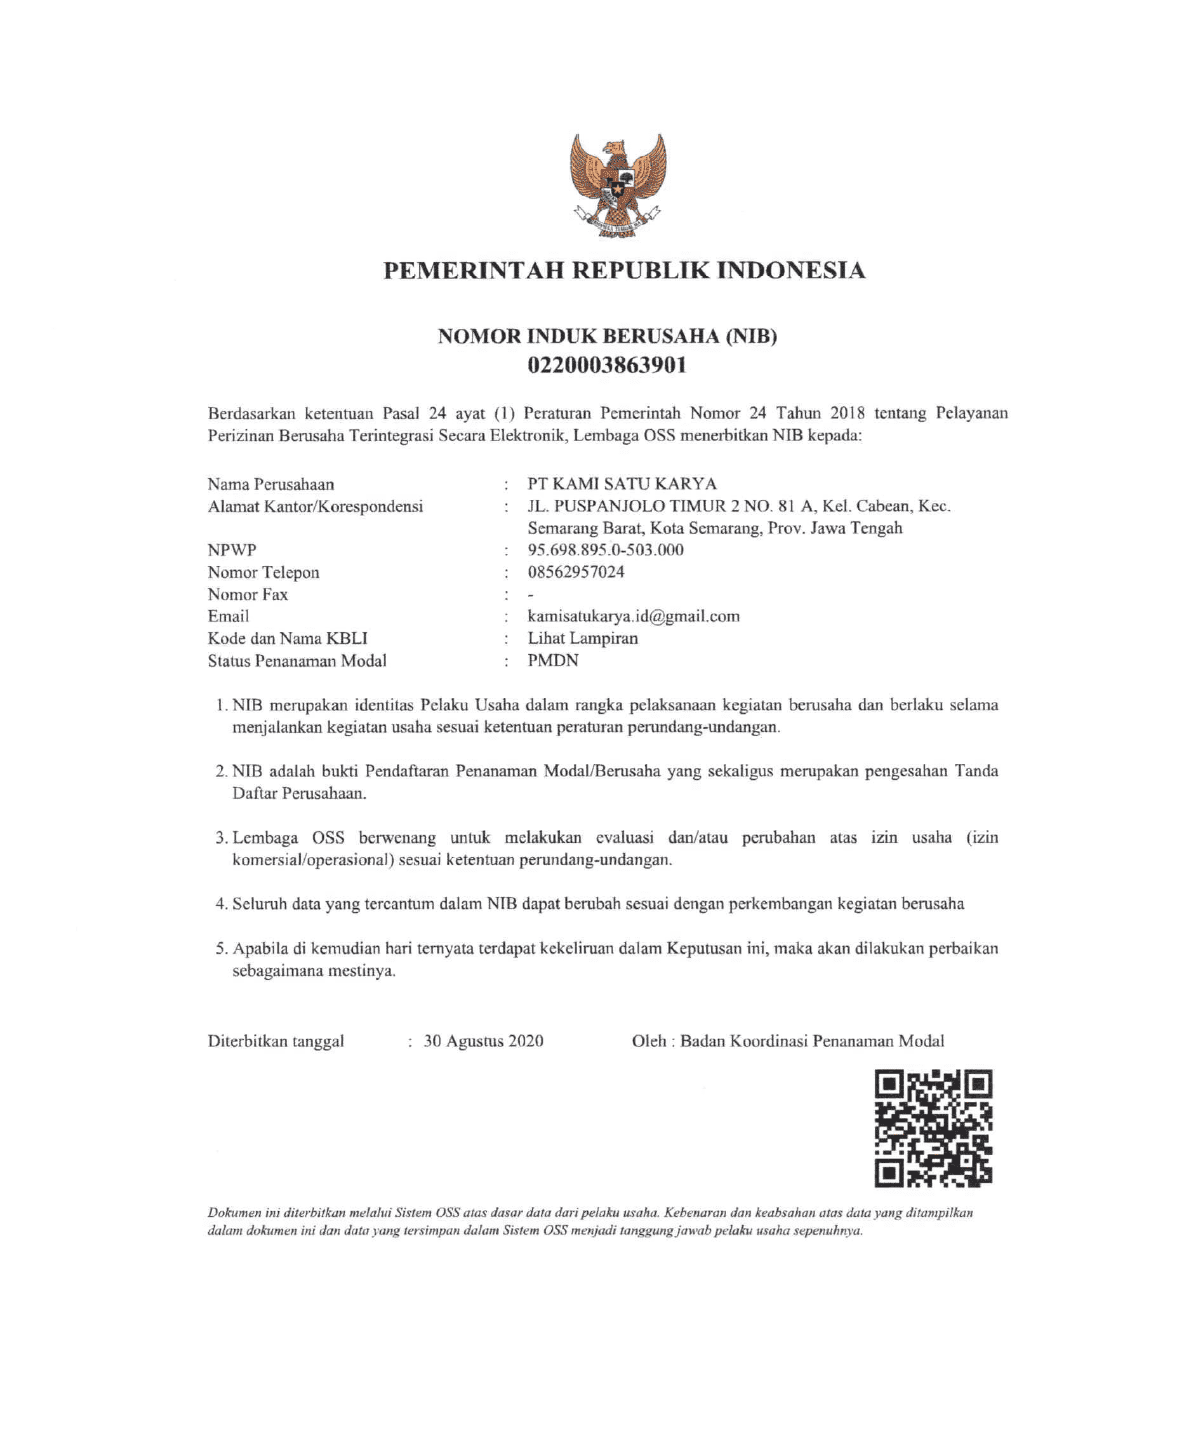 PEMERINTAH REPUBLIK INDONESIA
NOMOR INDUK BERUSAHA (NIB)
0220003863901
Berdasarkan ketentuan Pasal 24 ayat (1) Peraturan Pemerintah Nomor 24 Tahun 2018 tentang Pelayanan
Perizinan Berusaha Terintegrasi Secara Elektronik, Lembaga OSS menerbitkan NIB kepada:
Nama Perusahaan : PT KAMI SATU KARYA
Alamat Kantor/Korespondensi : JL. PUSPANJOLO TIMUR 2 NO. 81 A, Kel. Cabean, Kec.
Semarang Barat, Kota Semarang, Prov. Jawa Tengah
NPWP : 95.698.895.0-503.000
Nomor Telepon : 08562957024
Nomor Fax : -
Email : kamisatukarya.id@gmail.com
Kode dan Nama KBLI : Lihat Lampiran
Status Penanaman Modal : PMDN
1. NIB merupakan identitas Pelaku Usaha dalam rangka pelaksanaan kegiatan berusaha dan berlaku selama
menjalankan kegiatan usaha sesuai ketentuan peraturan perundang-undangan.
2. NIB adalah bukti Pendaftaran Penanaman Modal/Berusaha yang sekaligus merupakan pengesahan Tanda
Daftar Perusahaan.
3. Lembaga OSS berwenang untuk melakukan evaluasi dan/atau perubahan atas izin usaha (izin
komersial/operasional) sesuai ketentuan perundang-undangan.
4. Seluruh data yang tercantum dalam NIB dapat berubah sesuai dengan perkembangan kegiatan berusaha
5. Apabila di kemudian hari ternyata terdapat kekeliruan dalam Keputusan ini, maka akan dilakukan perbaikan
sebagaimana mestinya.
Diterbitkan tanggal : 30 Agustus 2020 Oleh : Badan Koordinasi Penanaman Modal
Dokumen ini diterbitkan melalui Sistem OSS atas dasar data dari pelaku usaha. Kebenaran dan keabsahan atas data yang ditampilkan
dalam dokumen ini dan data yang tersimpan dalam Sistem OSS menjadi tanggung jawab pelaku usaha sepenuhnya.